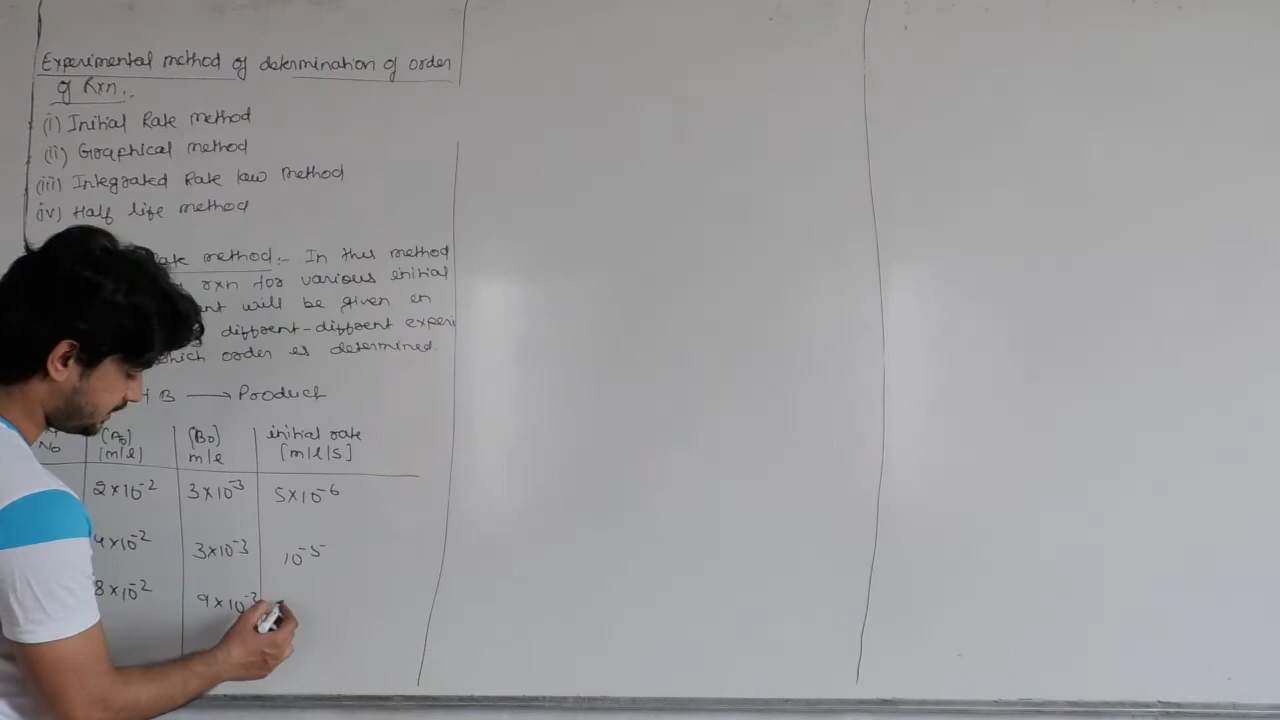 Experimental method of determination of order
of Rxn..
(i) Initial Rate method
(ii) Graphical method
(iii) Integrated Rate law method
(iv) Half life method
Rate method:- In this method
rxn for various initial
will be given in
diffrent-diffrent experi
which order is determined.
+ B ⟶ Product
No [A₀] [m/l] [B₀] m/l initial rate [m/l/s]
2×10⁻² 3×10⁻³ 5×10⁻⁶
4×10⁻² 3×10⁻³ 10⁻⁵
8×10⁻² 9×10⁻³